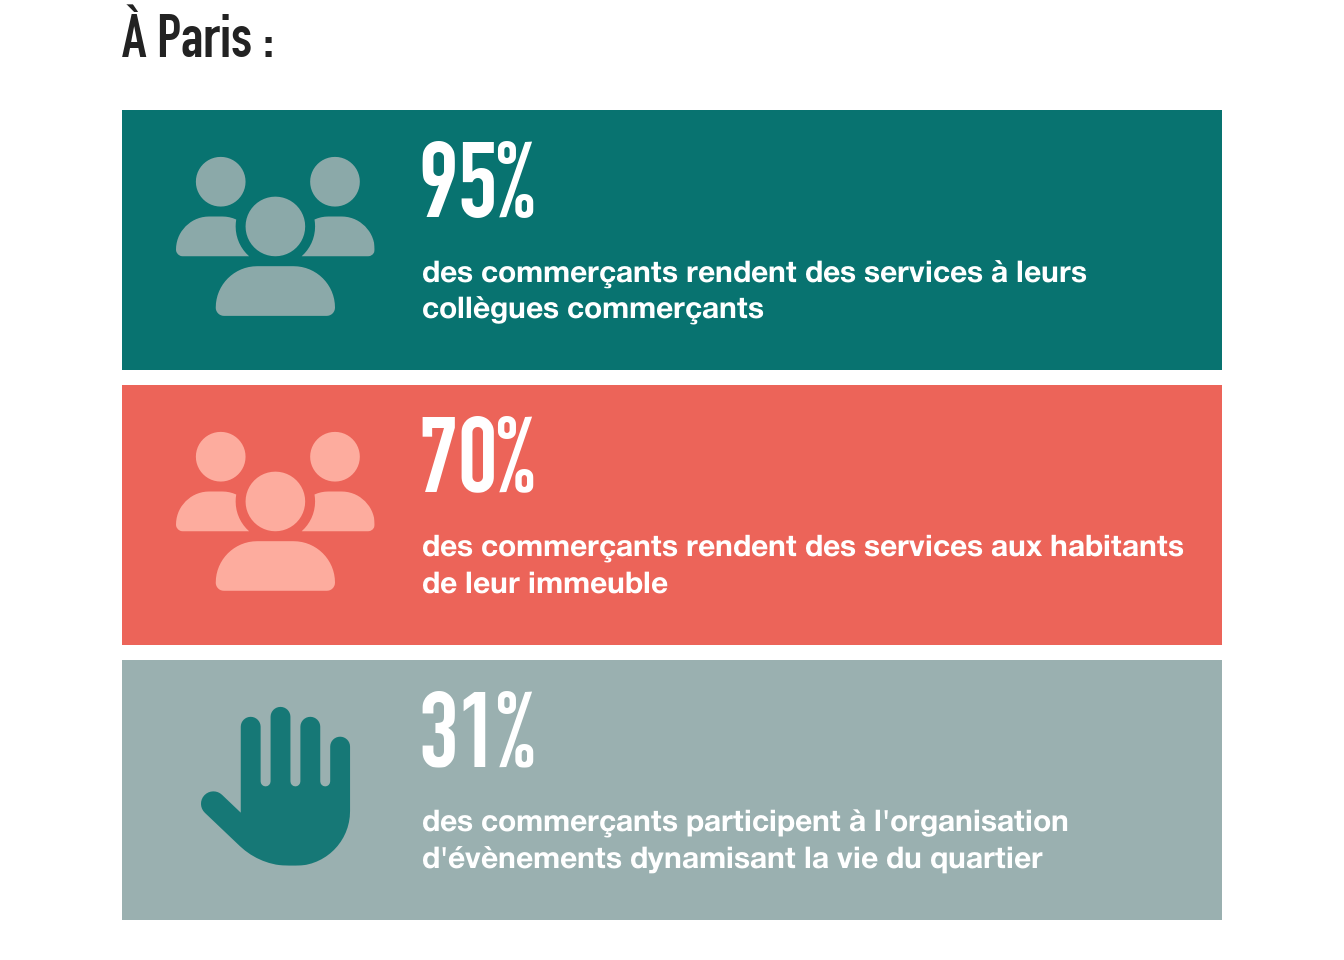 À Paris :
95%
des commerçants rendent des services à leurs
collègues commerçants
70%
des commerçants rendent des services aux habitants
de leur immeuble
31%
des commerçants participent à l'organisation
d'évènements dynamisant la vie du quartier